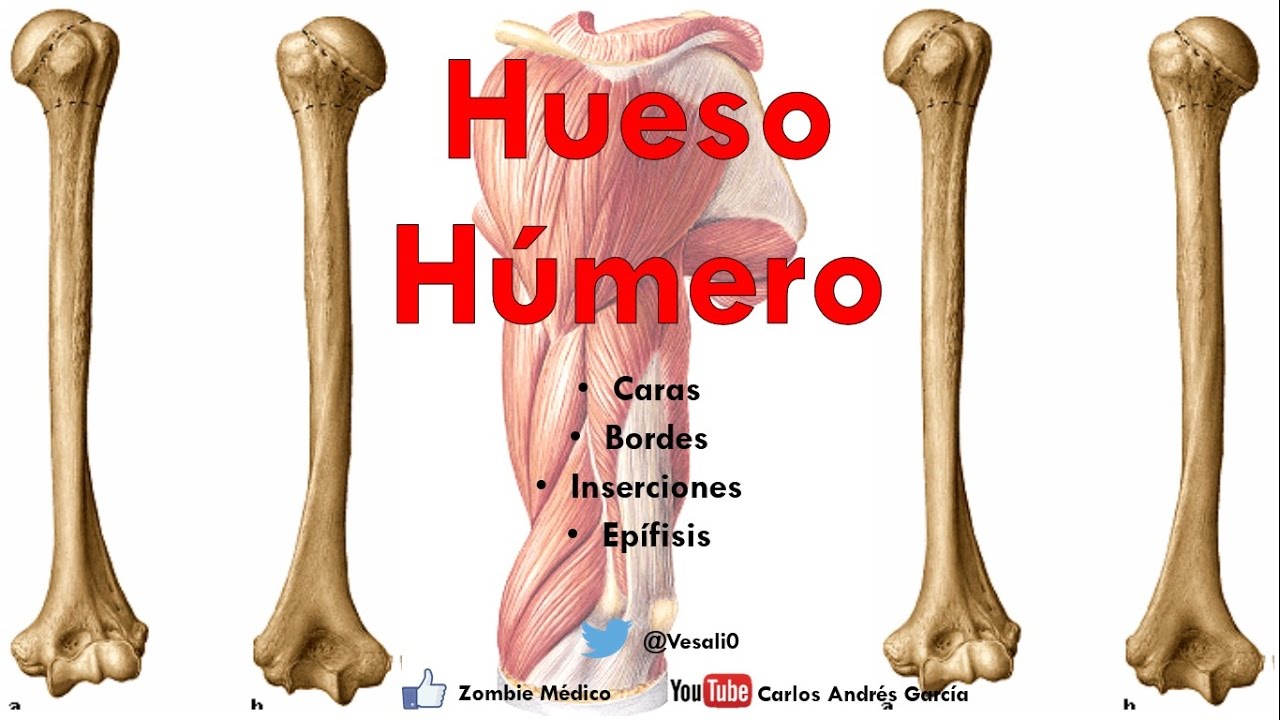 Hueso
Húmero
• Caras
• Bordes
• Inserciones
• Epífisis
@Vesali0
Zombie Médico
YouTube Carlos Andrés García
a
b
a
b